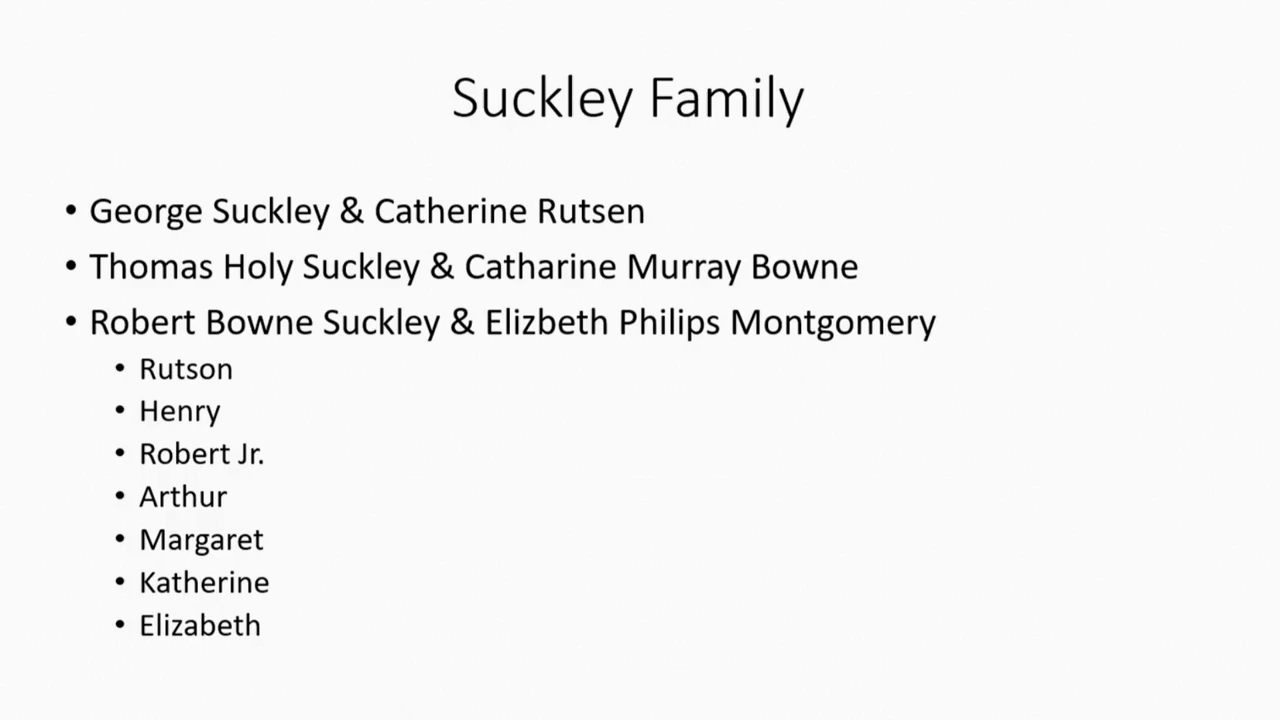 Suckley Family
• George Suckley & Catherine Rutsen
• Thomas Holy Suckley & Catharine Murray Bowne
• Robert Bowne Suckley & Elizbeth Philips Montgomery
• Rutson
• Henry
• Robert Jr.
• Arthur
• Margaret
• Katherine
• Elizabeth